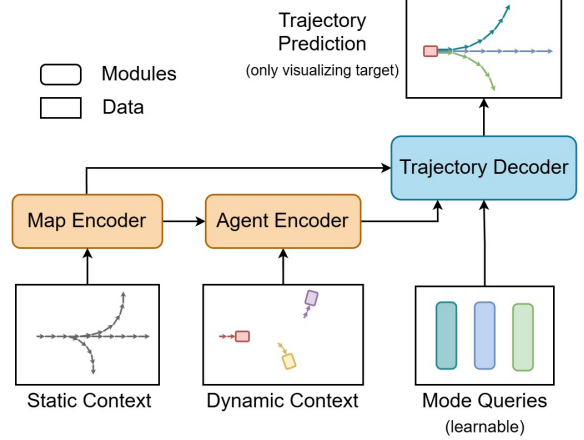 Trajectory
Prediction
(only visualizing target)
Modules
Data
Trajectory Decoder
Map Encoder
Agent Encoder
Static Context
Dynamic Context
Mode Queries
(learnable)